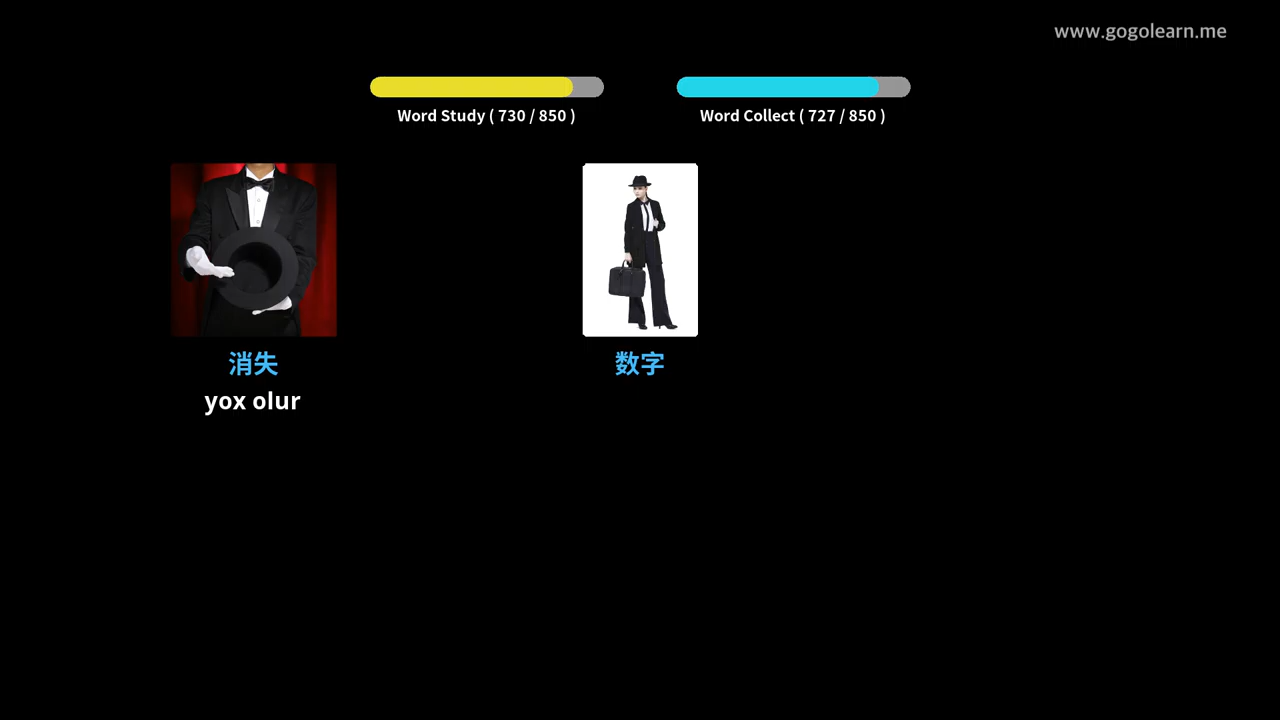 www.gogolearn.me
Word Study ( 730 / 850 )
Word Collect ( 727 / 850 )
消失
yox olur
数字